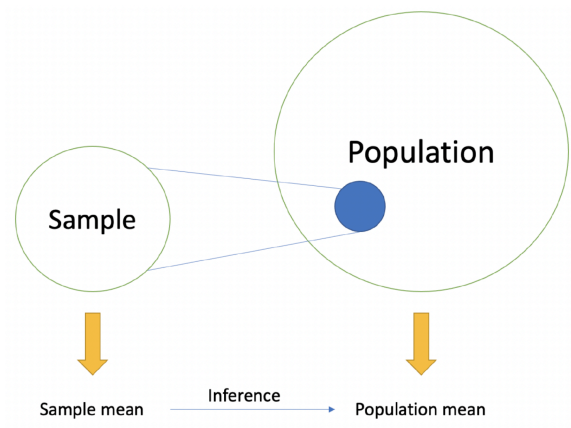 Population
Sample
Inference
Sample mean
Population mean